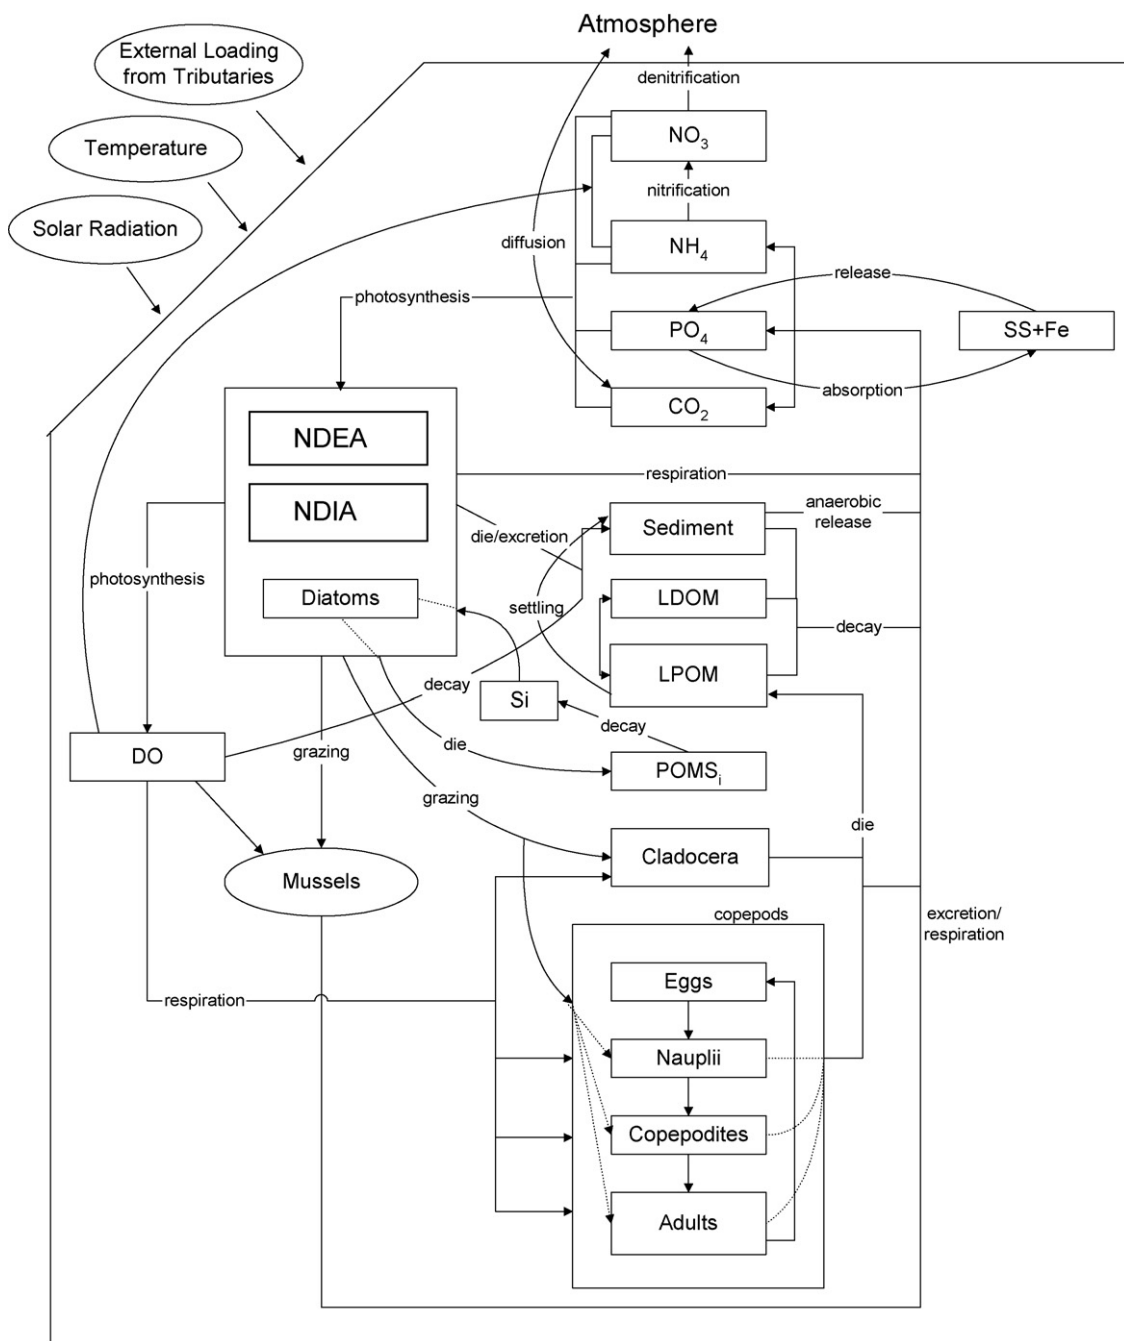 Atmosphere
External Loading
from Tributaries
denitrification
NO3
Temperature
nitrification
Solar Radiation
diffusion
NH4
release
photosynthesis
PO4
SS+Fe
absorption
CO2
NDEA
respiration
NDIA
anaerobic
release
Sediment
die/excretion
photosynthesis
Diatoms
settling
LDOM
decay
LPOM
decay
Si
decay
DO
grazing
die
POMSi
grazing
die
Cladocera
Mussels
copepods
excretion/
respiration
Eggs
respiration
Nauplii
Copepodites
Adults